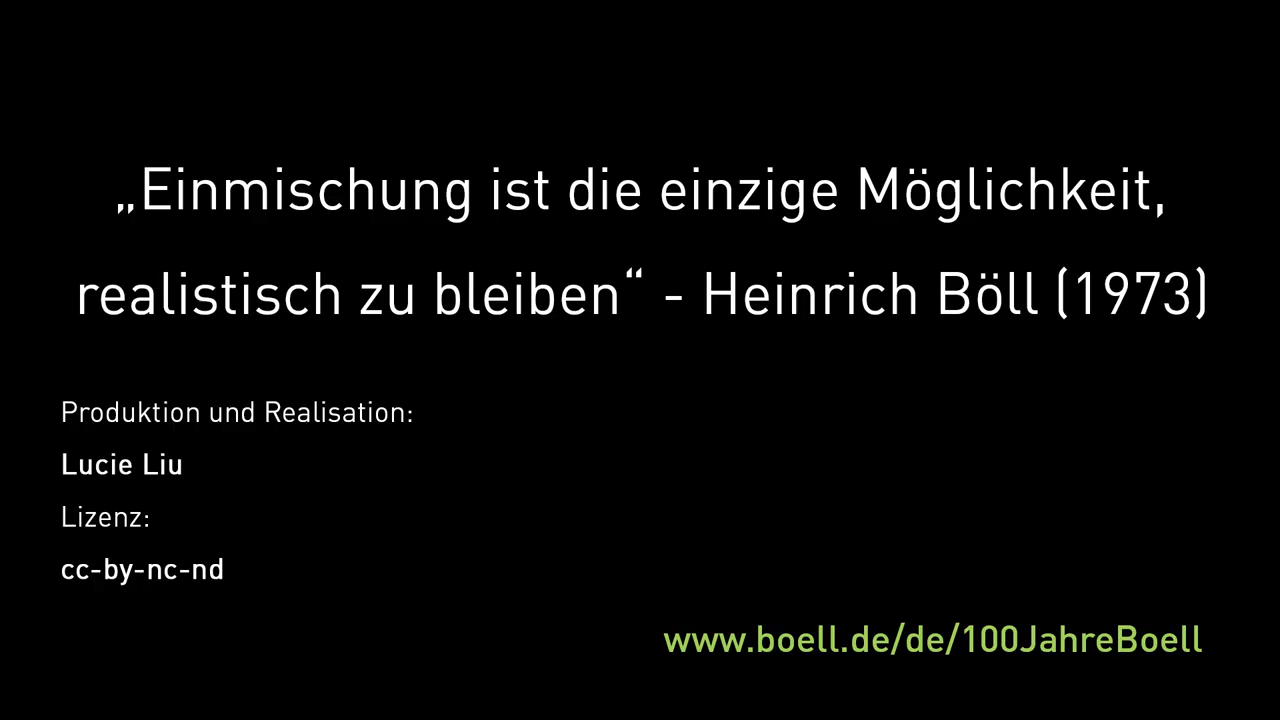 „Einmischung ist die einzige Möglichkeit,
realistisch zu bleiben“ - Heinrich Böll (1973)
Produktion und Realisation:
Lucie Liu
Lizenz:
cc-by-nc-nd
www.boell.de/de/100JahreBoell